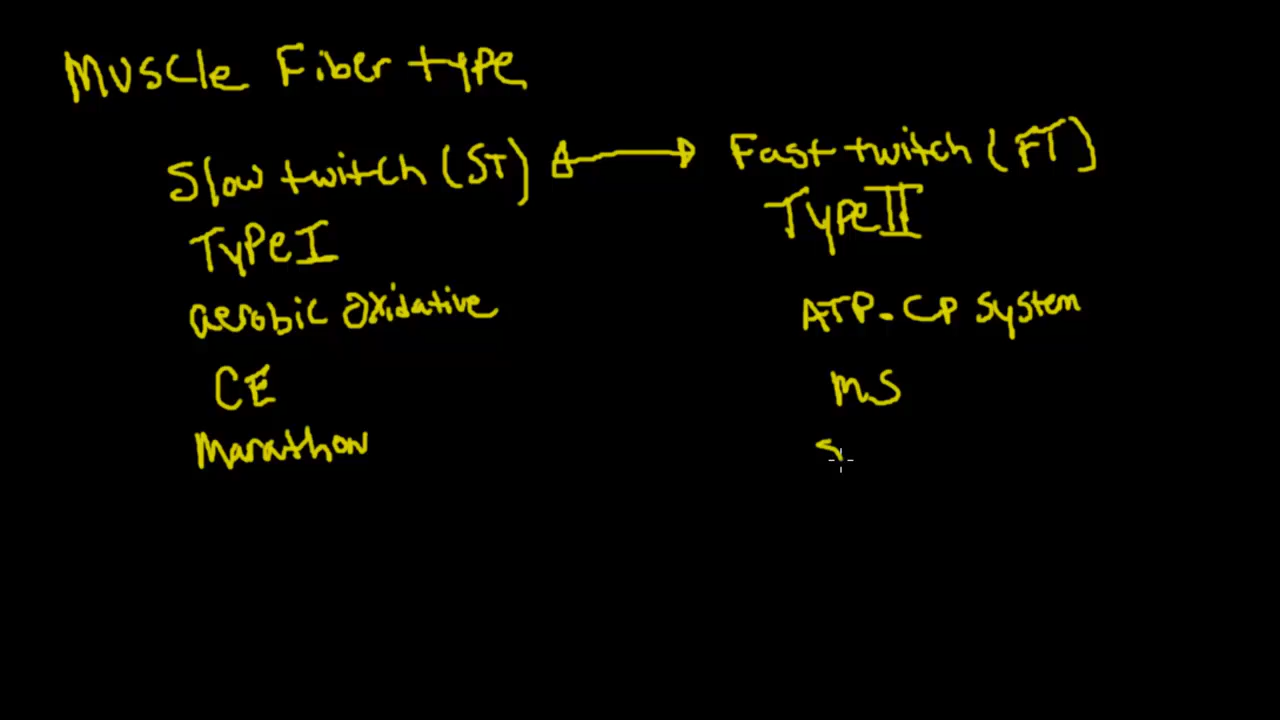 Muscle Fiber type
Slow twitch (ST)
Fast twitch (FT)
Type I
Type II
aerobic oxidative
ATP-CP system
CE
MS
Marathon
S